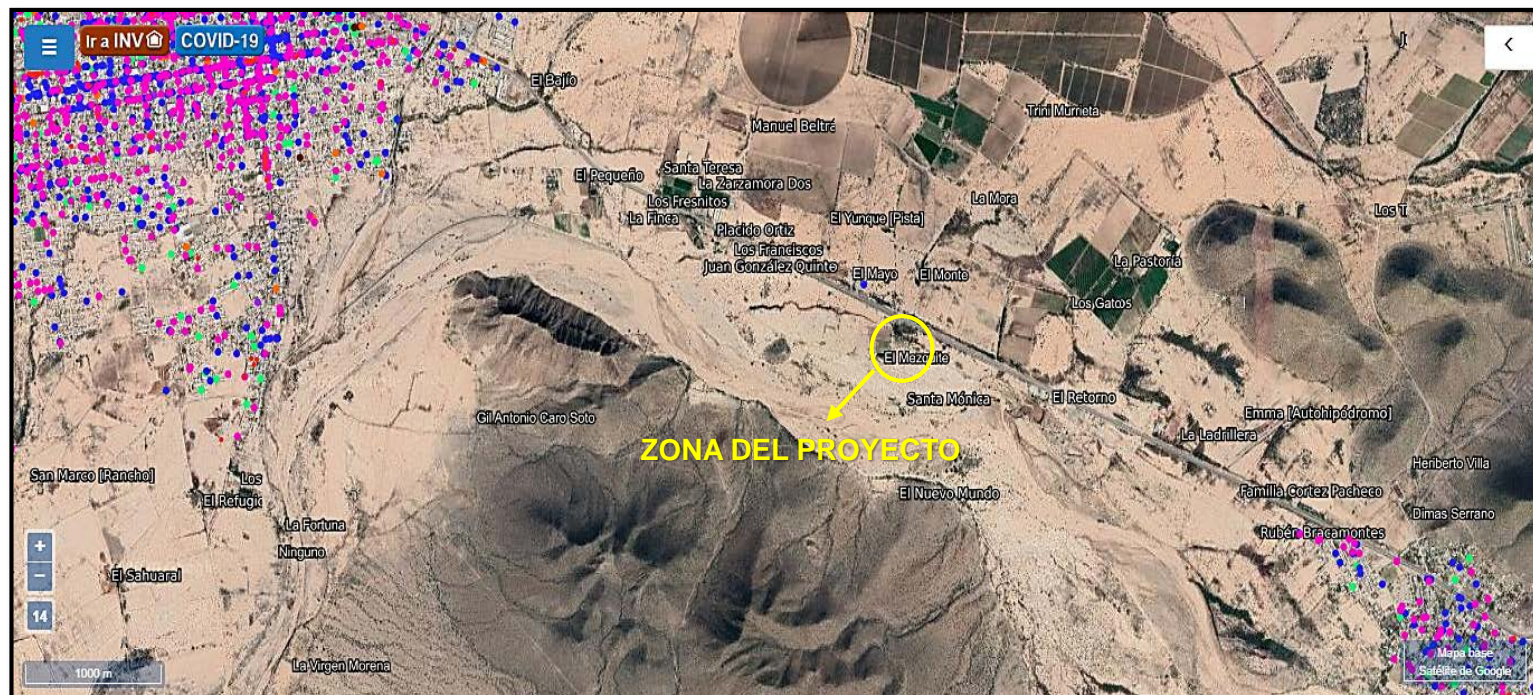 Ir a INV
COVID-19
El Bajío
Trini Murrieta
Manuel Beltrá
Santa Teresa
El Pequeño
La Zarzamora Dos
Los Fresnitos
La Mora
La Finca
El Yunque [Pista]
Los T
Placido Ortiz
Los Franciscos
La Pastoría
Juan González Quinte
El Mayo
El Monte
Los Gatos
El Mezquite
Santa Mónica
El Retorno
Gil Antonio Caro Soto
Emma [Autohipódromo]
La Ladrillera
ZONA DEL PROYECTO
Heriberto Villa
San Marco [Rancho]
Los
El Refugio
El Nuevo Mundo
Familia Cortez Pacheco
Dimas Serrano
La Fortuna
Rubén Bracamontes
Ninguno
+
−
El Sahuaral
14
Mapa base
Satélite de Google
La Virgen Morena
1000 m